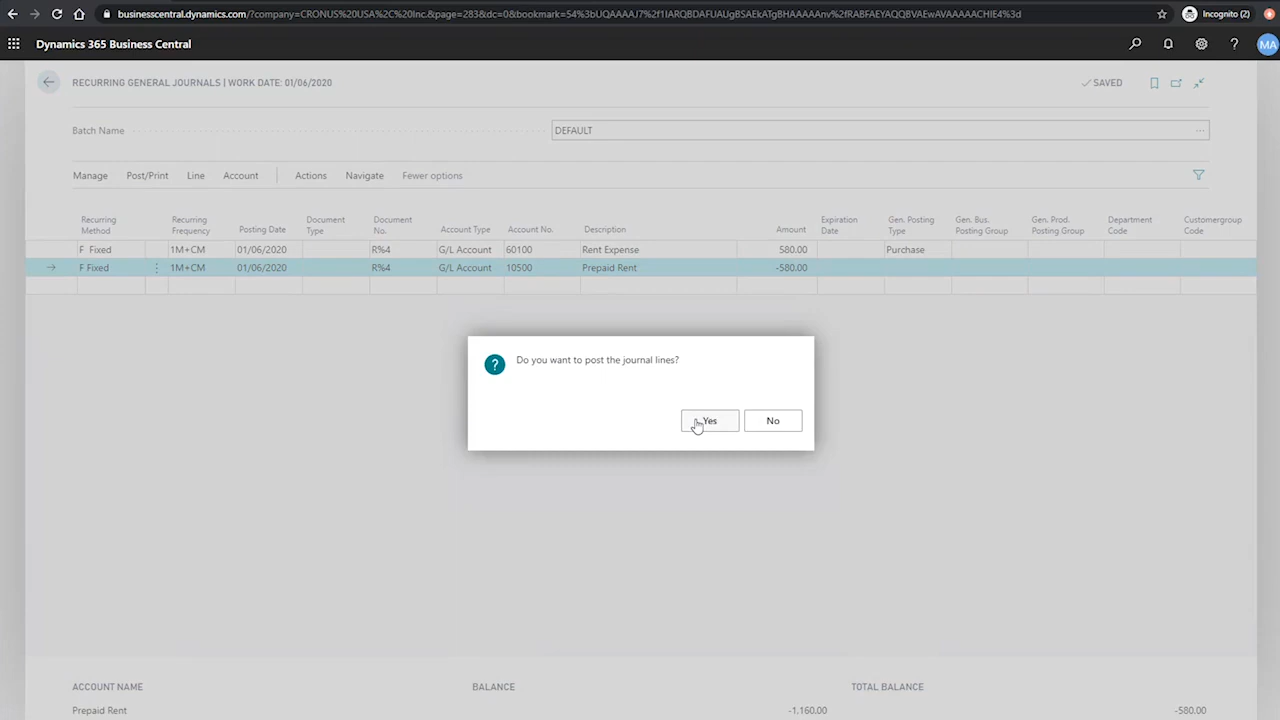 businesscentral.dynamics.com/?company=CRONUS%20USA%2C%20Inc.&page=283&dc=0&bookmark=54%3bUQAAAAJ7%2f1IARQBDAFUAUgBSAEkATgBHAAAAAnv%2fRABFAEYAQQBVAEwAVAAAAACHIE4%3d
Incognito (2)
Dynamics 365 Business Central
?
MA
RECURRING GENERAL JOURNALS | WORK DATE: 01/06/2020
SAVED
Batch Name
DEFAULT
...
Manage Post/Print Line Account Actions Navigate Fewer options
Recurring Method Recurring Frequency Posting Date Document Type Document No. Account Type Account No. Description Amount Expiration Date Gen. Posting Type Gen. Bus. Posting Group Gen. Prod. Posting Group Department Code Customergroup Code
F Fixed 1M+CM 01/06/2020 R%4 G/L Account 60100 Rent Expense 580.00 Purchase
F Fixed 1M+CM 01/06/2020 R%4 G/L Account 10500 Prepaid Rent -580.00
?
Do you want to post the journal lines?
Yes No
ACCOUNT NAME BALANCE TOTAL BALANCE
Prepaid Rent -1,160.00 -580.00